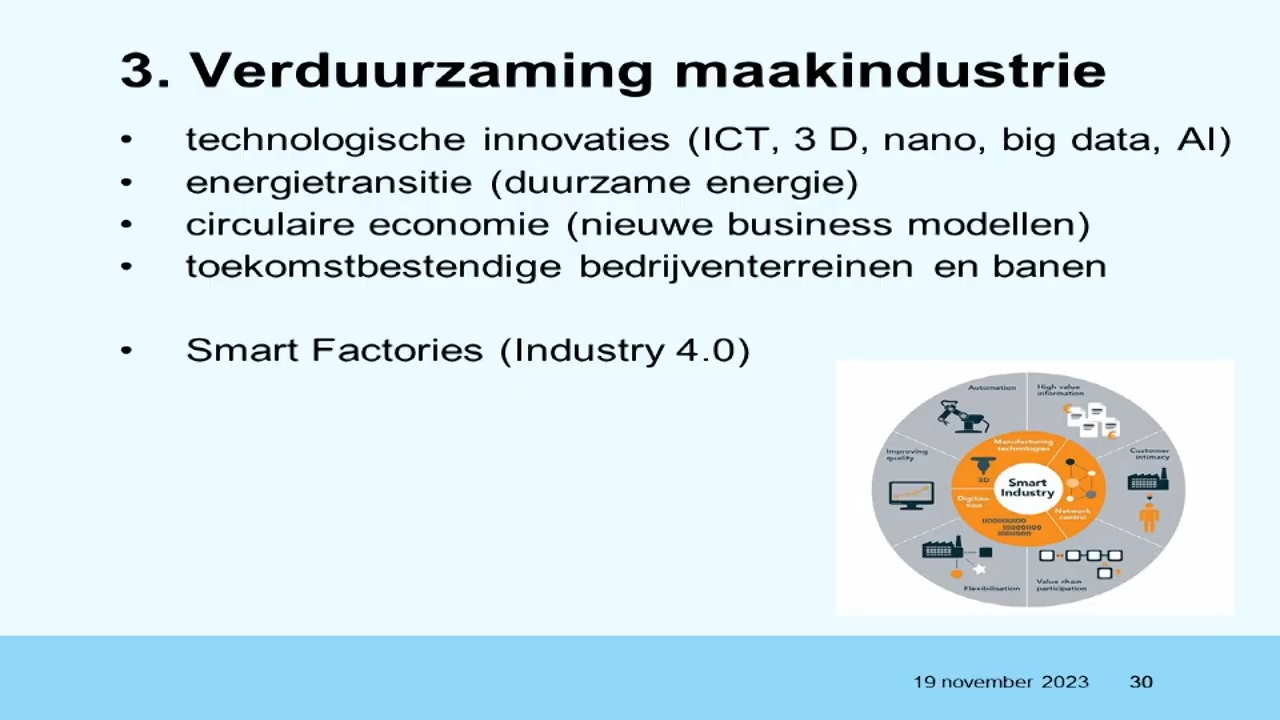 3. Verduurzaming maakindustrie
• technologische innovaties (ICT, 3 D, nano, big data, AI)
• energietransitie (duurzame energie)
• circulaire economie (nieuwe business modellen)
• toekomstbestendige bedrijventerreinen en banen
• Smart Factories (Industry 4.0)
Automation
High value
information
Improving
quality
Manufacturing
technologies
Customer
intimacy
3D
Smart
Industry
Digitiza-
tion
Network
centric
Flexibilisation
Value chain
participation
?
19 november 2023
30